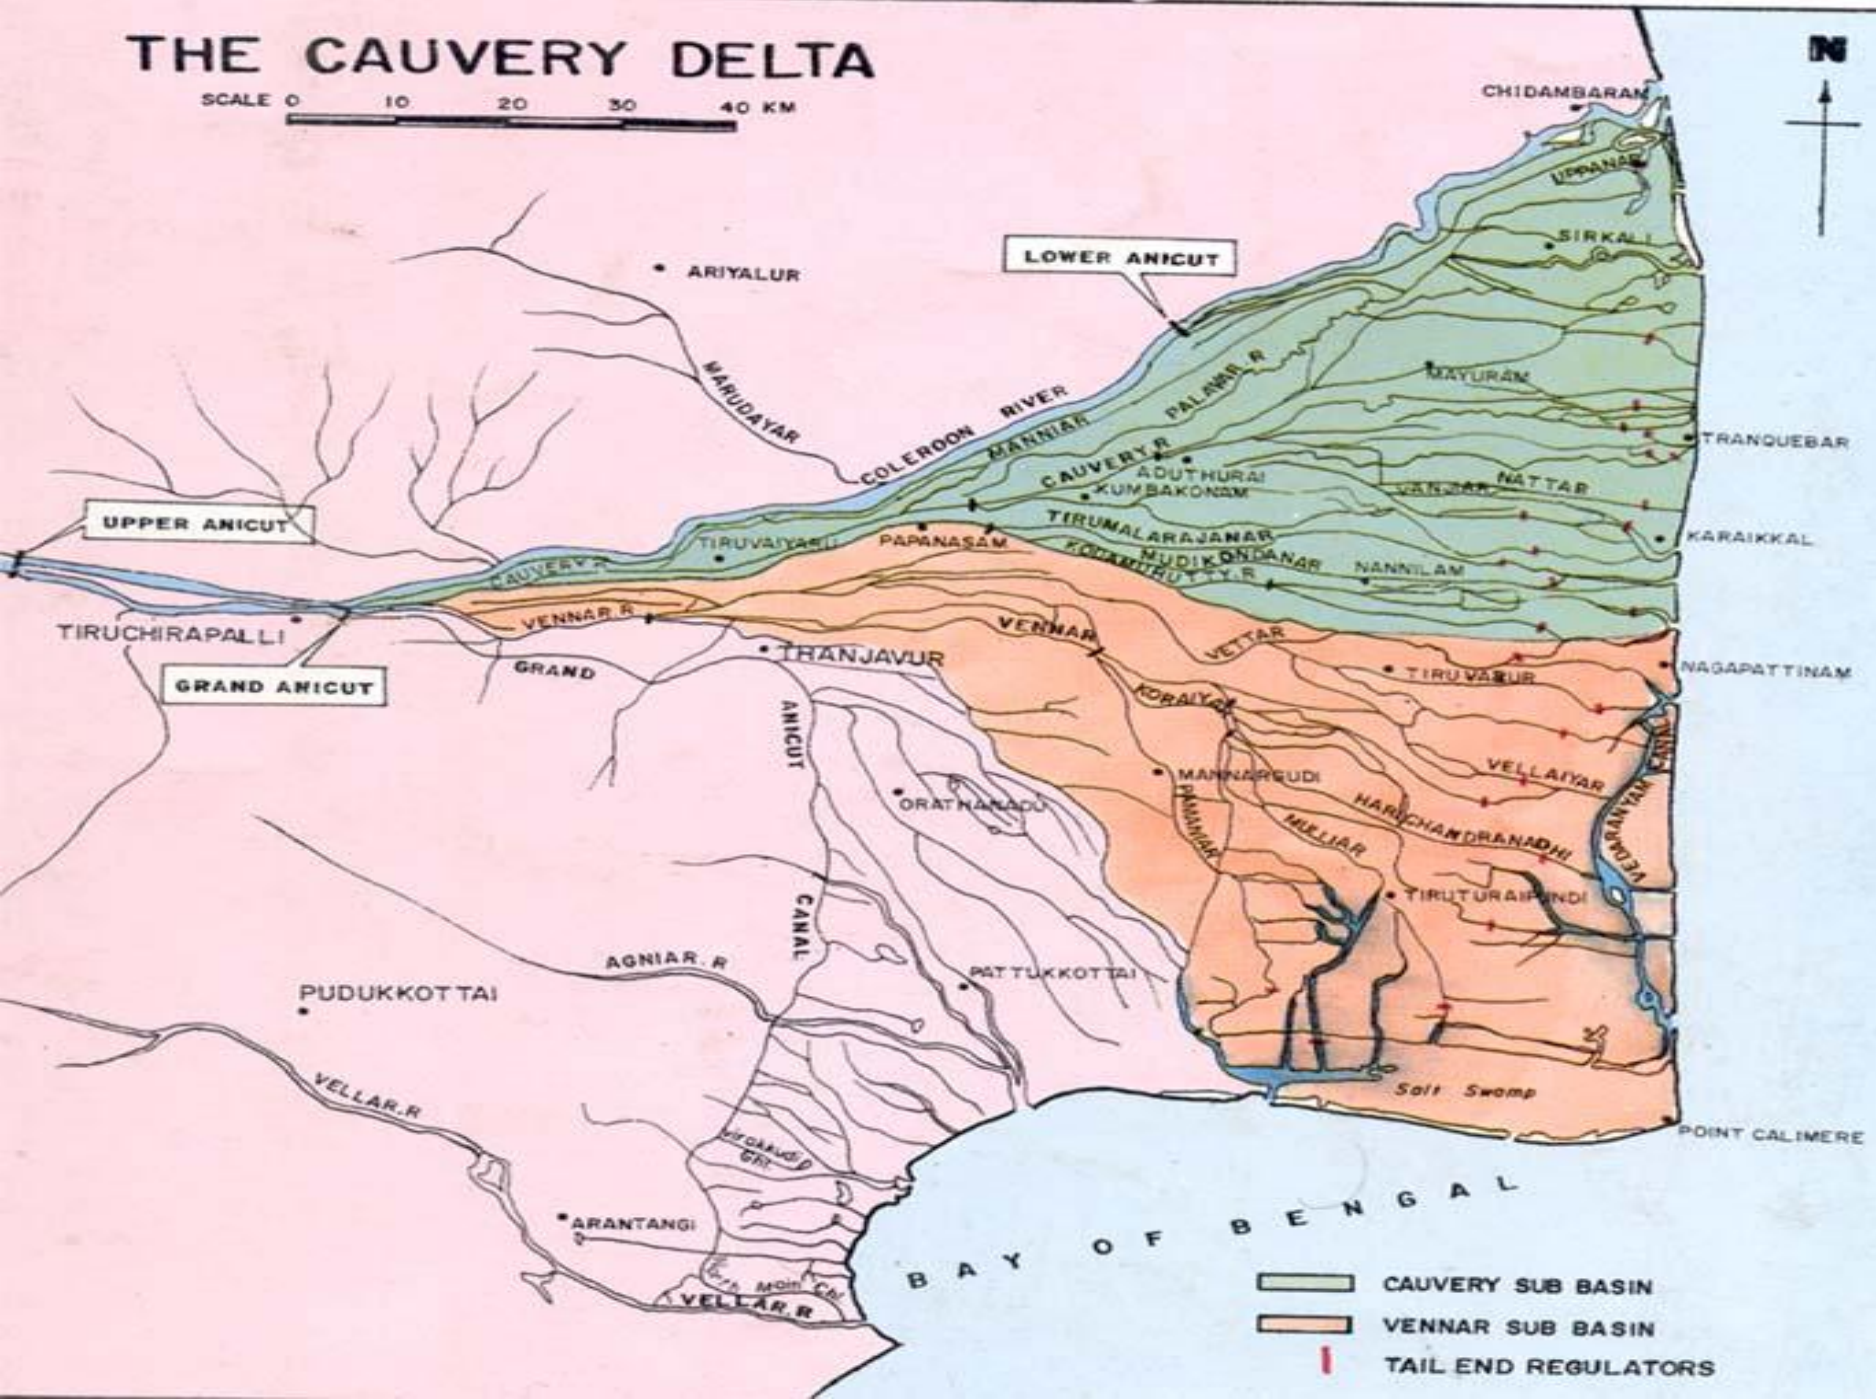 THE CAUVERY DELTA
SCALE 0 10 20 30 40 KM
N
CHIDAMBARAM
UPPANAR
SIRKALI
LOWER ANICUT
ARIYALUR
MARUDAYAR
COLEROON RIVER
MANNIAR
PALAVAR.R
MAYURAM
TRANQUEBAR
CAUVERY.R
ADUTHURAI
KUMBAKONAM
VANJIAR
NATTAR
UPPER ANICUT
TIRUVAIYARU
PAPANASAM
TIRUMALARAJANAR
MUDIKONDANAR
KODAMURUTTY.R
NANNILAM
KARAIKKAL
CAUVERY.R
VENNAR.R
VENNAR
VETTAR
TIRUCHIRAPALLI
GRAND ANICUT
GRAND
THANJAVUR
TIRUVARUR
NAGAPATTINAM
KORAIYAR
ANICUT
MANNARGUDI
VELLAIYAR
ORATHANADU
PAMANIAR
MULLIAR
HARICHANDRANADHI
VEDARANYAM CANAL
TIRUTURAIPUNDI
CANAL
AGNIAR.R
PATTUKKOTTAI
PUDUKKOTTAI
VELLAR.R
Salt Swamp
POINT CALIMERE
ARANTANGI
Main
VELLAR.R
BAY OF BENGAL
CAUVERY SUB BASIN
VENNAR SUB BASIN
TAIL END REGULATORS